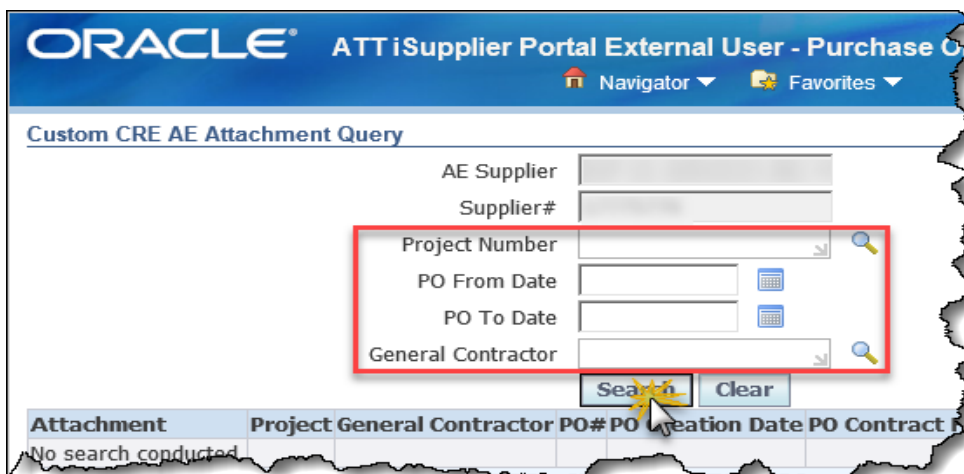 ORACLE® ATT iSupplier Portal External User - Purchase O
Navigator Favorites
Custom CRE AE Attachment Query
AE Supplier
Supplier#
Project Number
PO From Date
PO To Date
General Contractor
Search Clear
Attachment Project General Contractor PO# PO Creation Date PO Contract
No search conducted